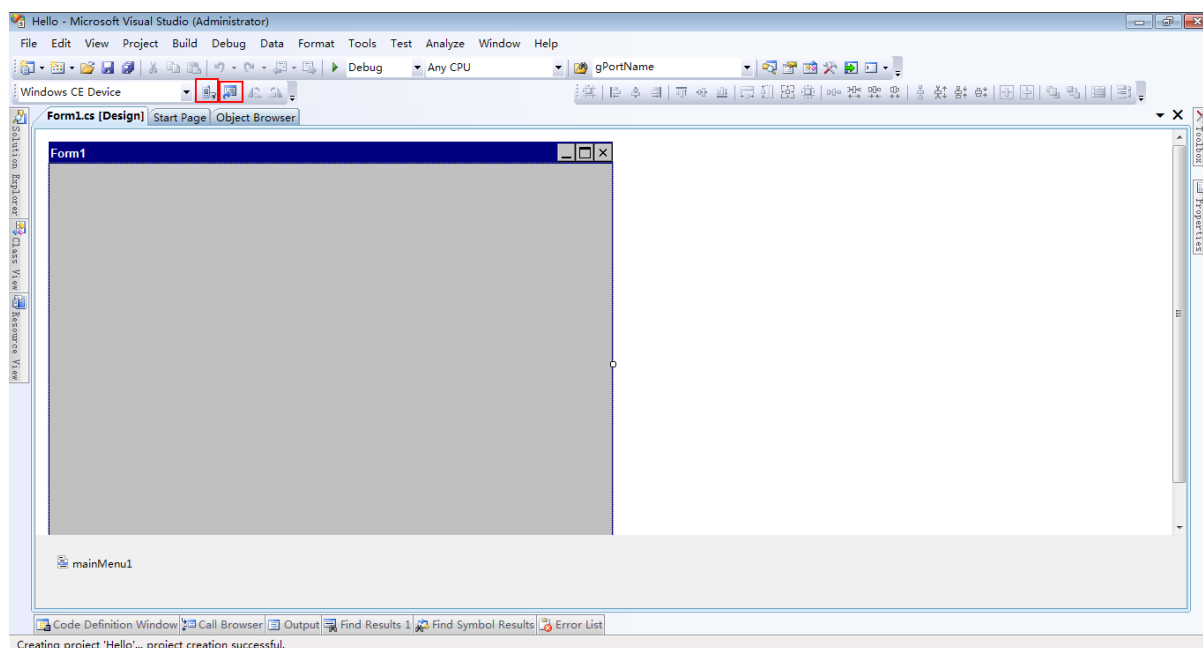 Hello - Microsoft Visual Studio (Administrator)
File Edit View Project Build Debug Data Format Tools Test Analyze Window Help
Debug Any CPU gPortName
Windows CE Device
Form1.cs [Design] Start Page Object Browser
Toolbox
Properties
Solution Explorer
Class View
Resource View
Form1
mainMenu1
Code Definition Window Call Browser Output Find Results 1 Find Symbol Results Error List
Creating project 'Hello'... project creation successful.